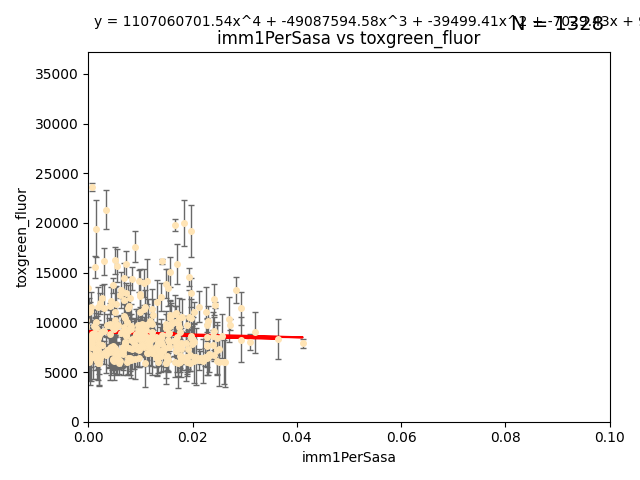 y = 1107060701.54x^4 + -49087594.58x^3 + -39499.41x^2 +
N = 1328
imm1PerSasa vs toxgreen_fluor
35000
30000
25000
20000
15000
10000
5000
0
toxgreen_fluor
0.00 0.02 0.04 0.06 0.08 0.10
imm1PerSasa